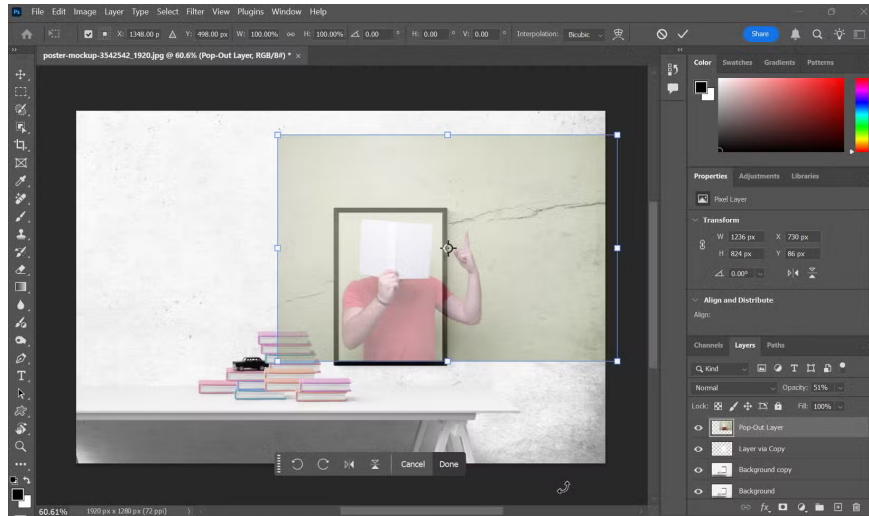 Ps File Edit Image Layer Type Select Filter View Plugins Window Help
X: 1348.00 p Y: 498.00 px W: 100.00% H: 100.00% 0.00 ° H: 0.00 ° V: 0.00 ° Interpolation: Bicubic Share
poster-mockup-3542542_1920.jpg @ 60.6% (Pop-Out Layer, RGB/8#) * ×
Color Swatches Gradients Patterns
Properties Adjustments Libraries
Pixel Layer
Transform
W 1236 px X 730 px
H 824 px Y 86 px
0.00°
Align and Distribute
Align:
Channels Layers Paths
Kind
Normal Opacity: 51%
Lock: Fill: 100%
Pop-Out Layer
Layer via Copy
Background copy
Background
Cancel Done
60.61% 1920 px x 1280 px (72 ppi)
fx